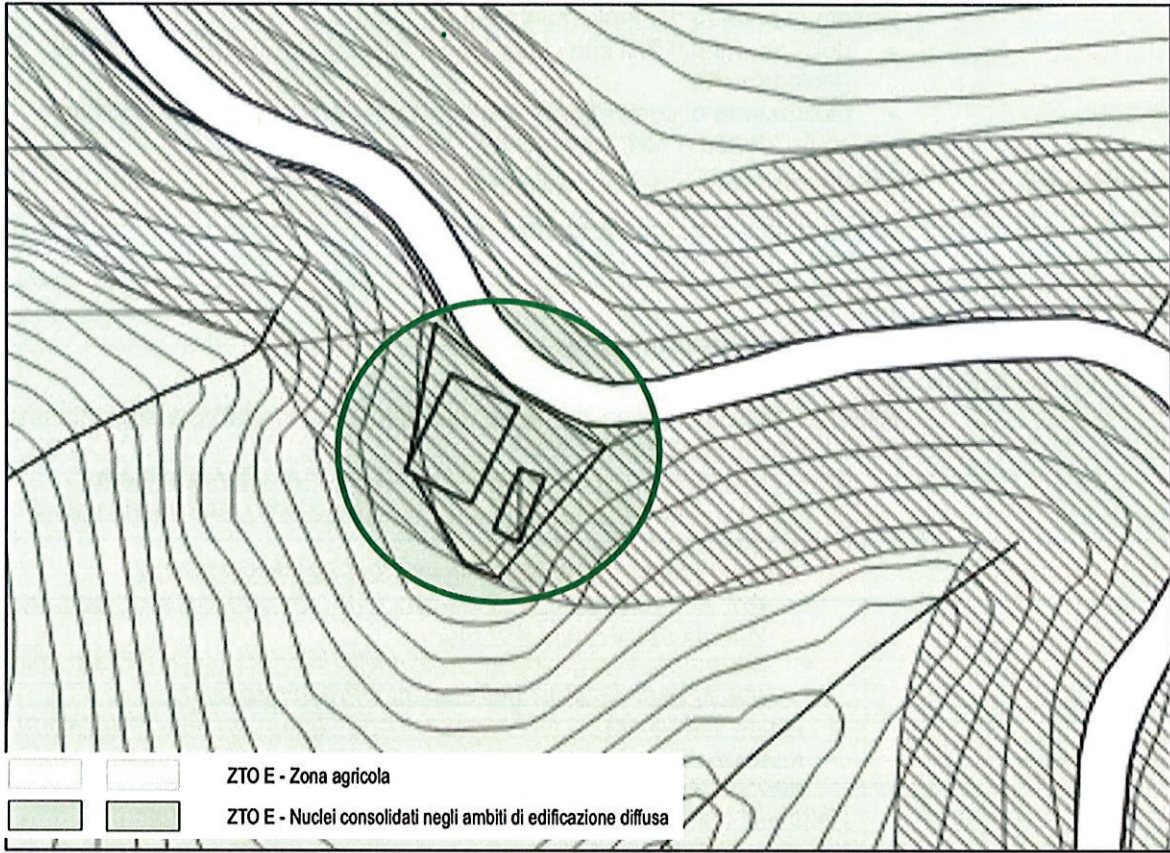 ZTO E - Zona agricola
ZTO E - Nuclei consolidati negli ambiti di edificazione diffusa